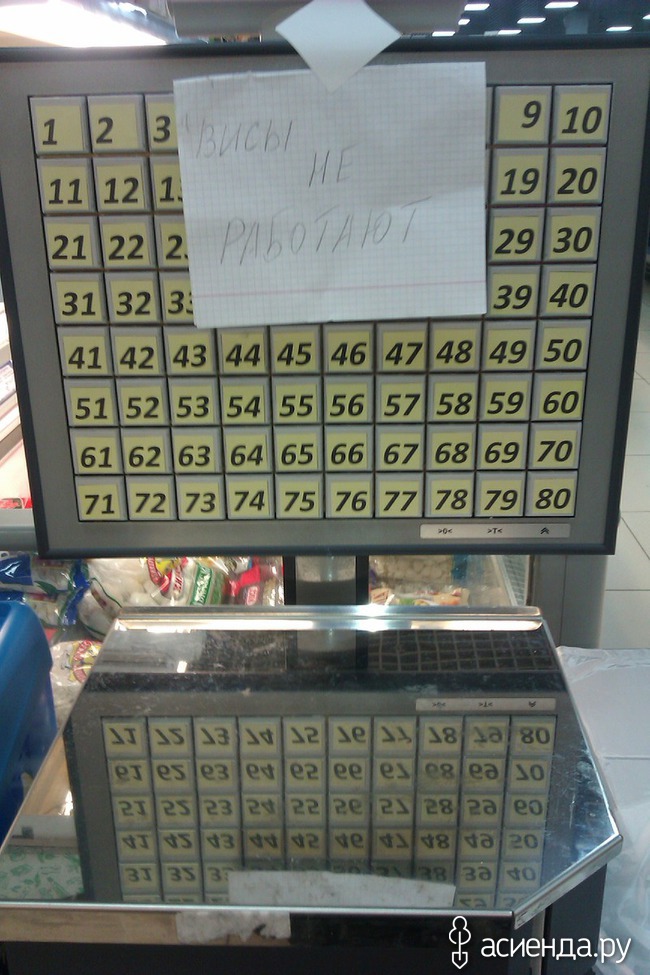 1 2 3 9 10
ВИСЫ
НЕ
РАБОТАЮТ
11 12 19 20
21 22 29 30
31 32 33 39 40
41 42 43 44 45 46 47 48 49 50
51 52 53 54 55 56 57 58 59 60
61 62 63 64 65 66 67 68 69 70
71 72 73 74 75 76 77 78 79 80
>0< >T<
асиенда.ру